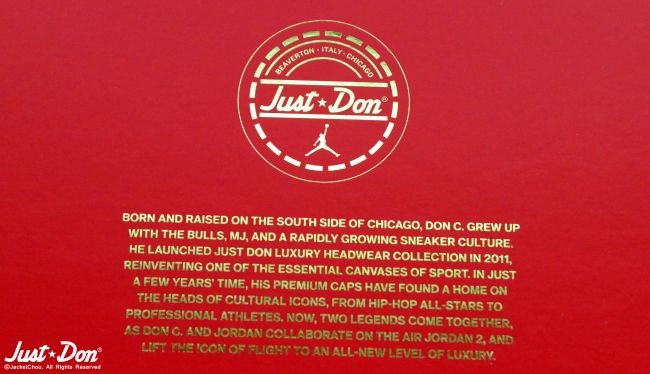 BEAVERTON • ITALY • CHICAGO
Just★Don®
BORN AND RAISED ON THE SOUTH SIDE OF CHICAGO, DON C. GREW UP
WITH THE BULLS, MJ, AND A RAPIDLY GROWING SNEAKER CULTURE.
HE LAUNCHED JUST DON LUXURY HEADWEAR COLLECTION IN 2011,
REINVENTING ONE OF THE ESSENTIAL CANVASES OF SPORT. IN JUST
A FEW YEARS' TIME, HIS PREMIUM CAPS HAVE FOUND A HOME ON
THE HEADS OF CULTURAL ICONS, FROM HIP-HOP ALL-STARS TO
PROFESSIONAL ATHLETES. NOW, TWO LEGENDS COME TOGETHER,
AS DON C. AND JORDAN COLLABORATE ON THE AIR JORDAN 2, AND
LIFT THE ICON OF FLIGHT TO AN ALL-NEW LEVEL OF LUXURY.
Just★Don®
©JacketChou. All Rights Reserved